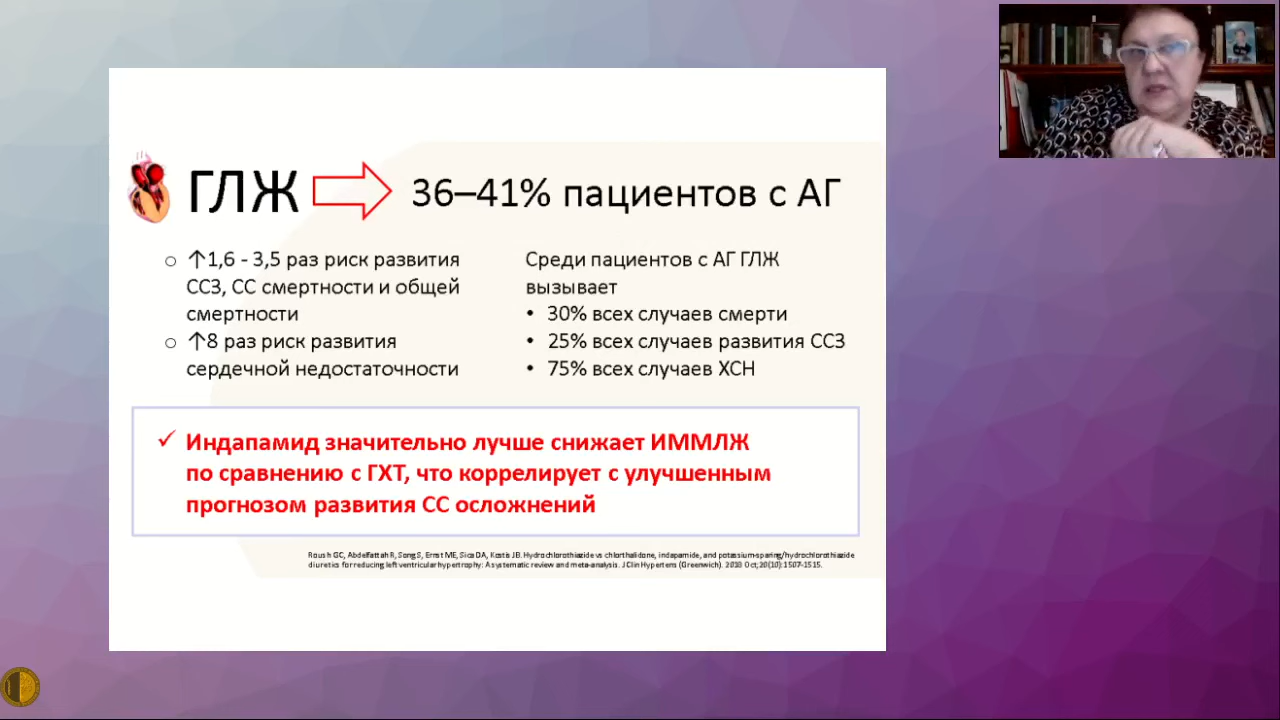 ГЛЖ
36–41% пациентов с АГ
↑1,6 - 3,5 раз риск развития
ССЗ, СС смертности и общей
смертности
↑8 раз риск развития
сердечной недостаточности
Среди пациентов с АГ ГЛЖ
вызывает
• 30% всех случаев смерти
• 25% всех случаев развития ССЗ
• 75% всех случаев ХСН
✓ Индапамид значительно лучше снижает ИММЛЖ
по сравнению с ГХТ, что коррелирует с улучшенным
прогнозом развития СС осложнений
Roush GC, Abdelfattah R, Song S, Ernst ME, Sica DA, Kostis JB. Hydrochlorothiazide vs chlorthalidone, indapamide, and potassium-sparing/hydrochlorothiazide
diuretics for reducing left ventricular hypertrophy: A systematic review and meta-analysis. J Clin Hypertens (Greenwich). 2018 Oct;20(10):1507-1515.